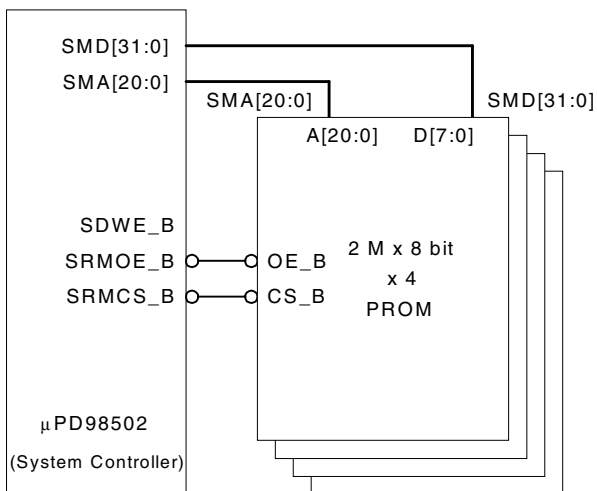 SMD[31:0]
SMA[20:0]
SMA[20:0]
SMD[31:0]
A[20:0] D[7:0]
SDWE_B
SRMOE_B
OE_B
SRMCS_B
CS_B
2 M x 8 bit
x 4
PROM
μPD98502
(System Controller)